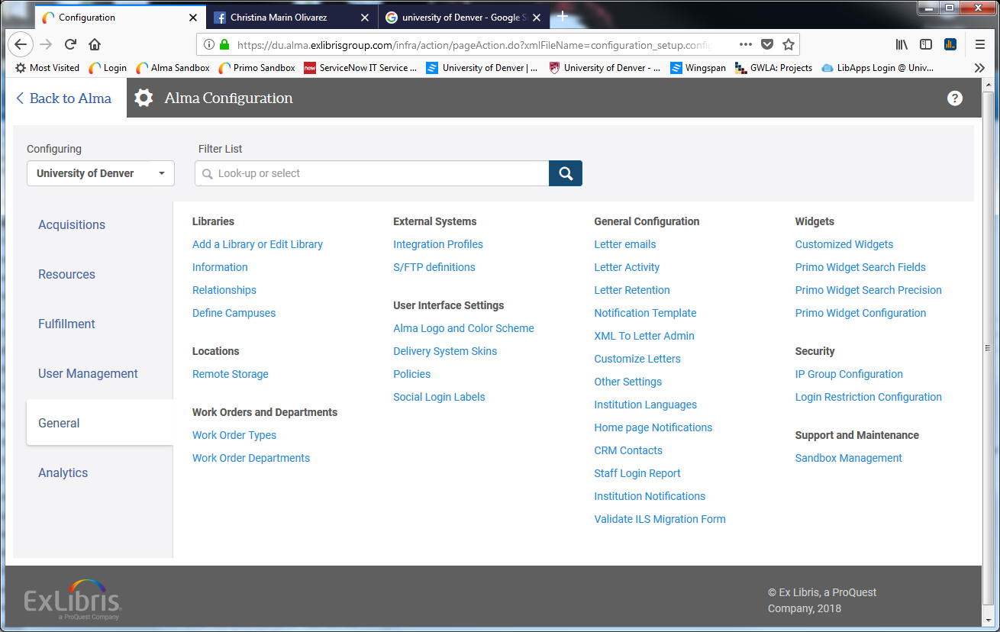 Configuration
Christina Marin Olivarez
university of Denver - Google S
https://du.alma.exlibrisgroup.com/infra/action/pageAction.do?xmlFileName=configuration_setup.config
Most Visited Login Alma Sandbox Primo Sandbox now ServiceNow IT Service ... University of Denver | ... University of Denver - ... Wingspan GWLA: Projects LibApps Login @ Univ...
Back to Alma
Alma Configuration
?
Configuring
Filter List
University of Denver
Look-up or select
Acquisitions
Resources
Fulfillment
User Management
General
Analytics
Libraries
Add a Library or Edit Library
Information
Relationships
Define Campuses
Locations
Remote Storage
Work Orders and Departments
Work Order Types
Work Order Departments
External Systems
Integration Profiles
S/FTP definitions
User Interface Settings
Alma Logo and Color Scheme
Delivery System Skins
Policies
Social Login Labels
General Configuration
Letter emails
Letter Activity
Letter Retention
Notification Template
XML To Letter Admin
Customize Letters
Other Settings
Institution Languages
Home page Notifications
CRM Contacts
Staff Login Report
Institution Notifications
Validate ILS Migration Form
Widgets
Customized Widgets
Primo Widget Search Fields
Primo Widget Search Precision
Primo Widget Configuration
Security
IP Group Configuration
Login Restriction Configuration
Support and Maintenance
Sandbox Management
ExLibris
a ProQuest Company
© Ex Libris, a ProQuest
Company, 2018